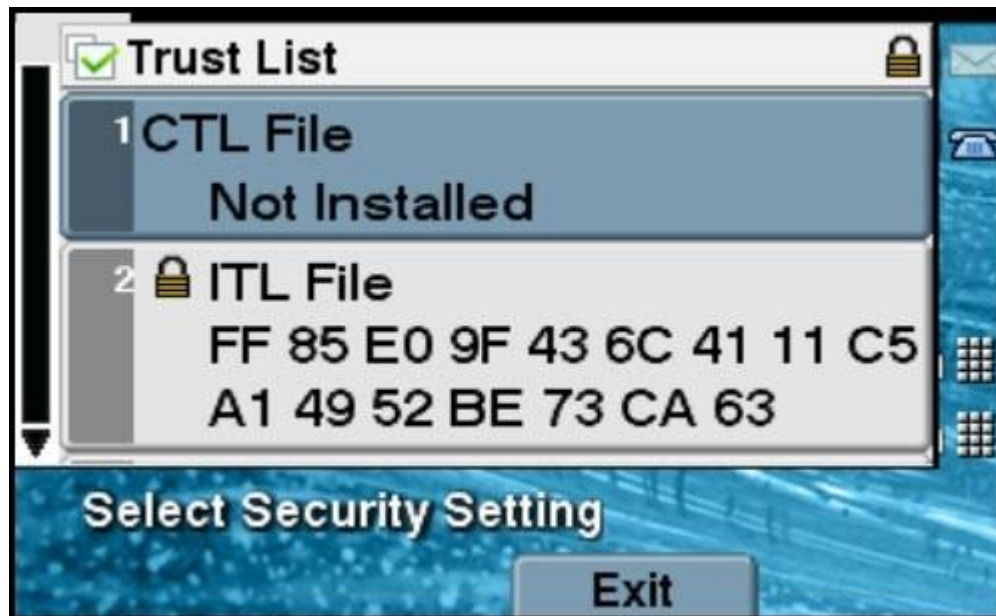 Trust List
1 CTL File
Not Installed
2 ITL File
FF 85 E0 9F 43 6C 41 11 C5
A1 49 52 BE 73 CA 63
Select Security Setting
Exit